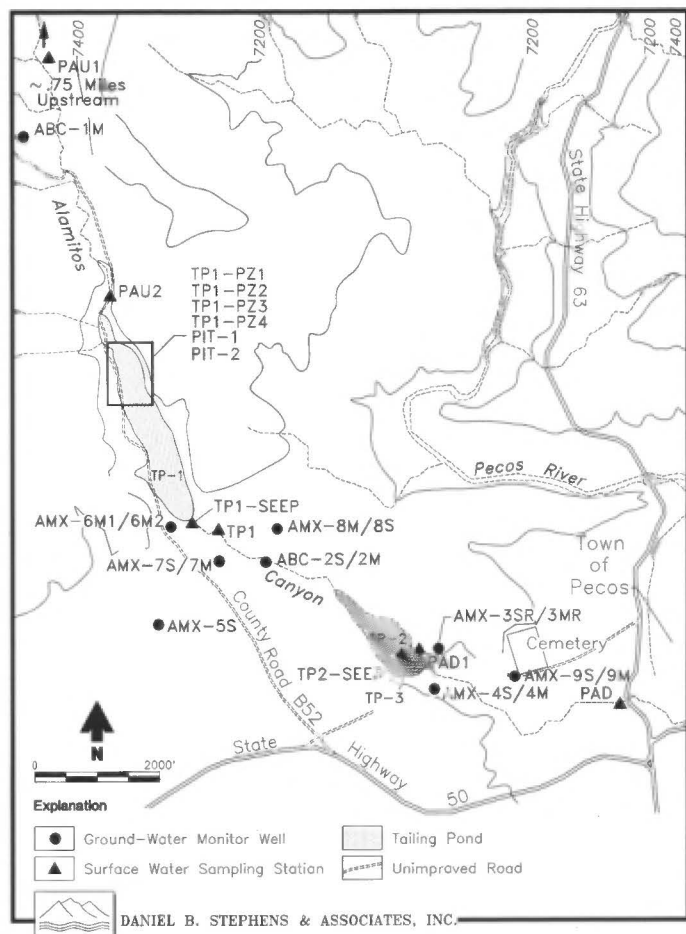 7400
7200
7200
7200
7400
PAU1
~.75 Miles
Upstream
ABC-1M
State Highway 63
Alamitos
PAU2
TP1-PZ1
TP1-PZ2
TP1-PZ3
TP1-PZ4
PIT-1
PIT-2
TP-1
Pecos River
TP1-SEEP
AMX-6M1/6M2
TP1
AMX-8M/8S
Town of
Pecos
AMX-7S/7M
ABC-2S/2M
Canyon
AMX-5S
County Road B52
AMX-3SR/3MR
Cemetery
PAD1
TP-3
AMX-9S/9M
PAD
N
0 2000'
State Highway 50
Explanation
Ground-Water Monitor Well
Tailing Pond
Surface Water Sampling Station
Unimpraved Road
DANIEL B. STEPHENS & ASSOCIATES, INC.